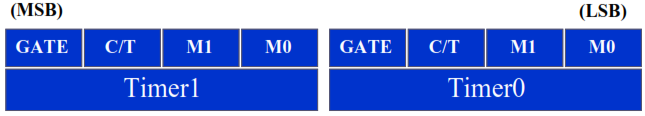 (MSB) (LSB)
GATE C/T M1 M0 GATE C/T M1 M0
Timer1 Timer0